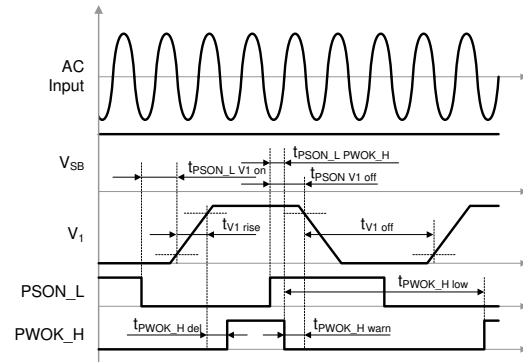 AC
Input
VSB
tPSON_L PWOK_H
tPSON_L V1 on
tPSON V1 off
V1
tV1 rise
tV1 off
PSON_L
tPWOK_H low
PWOK_H
tPWOK_H del
tPWOK_H warn